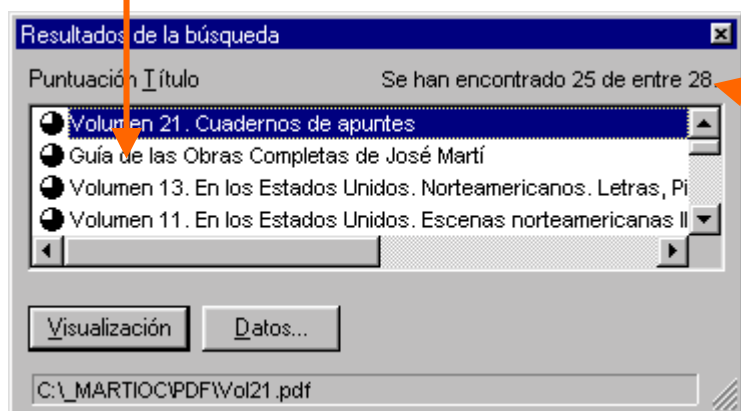 Resultados de la búsqueda
Puntuación Título Se han encontrado 25 de entre 28.
Volumen 21. Cuadernos de apuntes
Guía de las Obras Completas de José Martí
Volumen 13. En los Estados Unidos. Norteamericanos. Letras, Pi
Volumen 11. En los Estados Unidos. Escenas norteamericanas II
Visualización Datos...
C:\_MARTIOC\PDF\Vol21.pdf